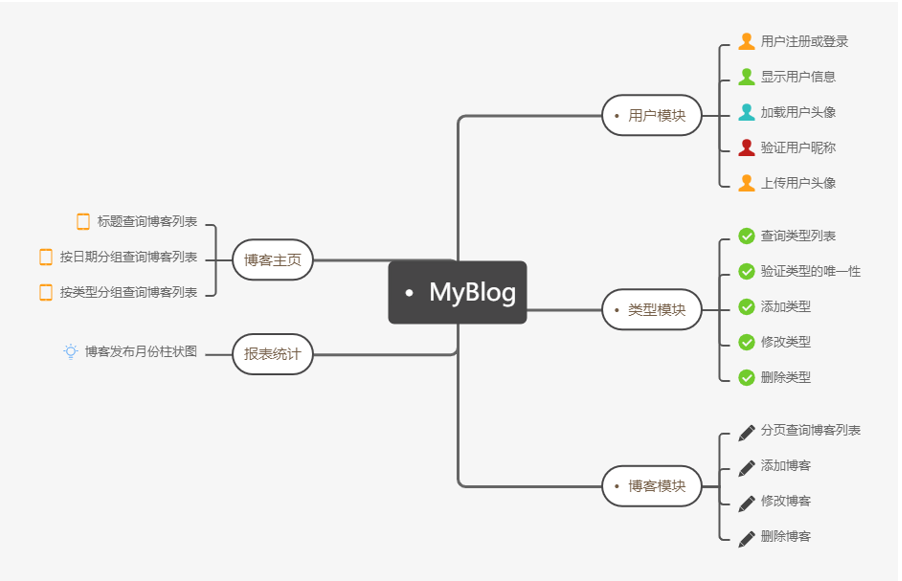 MyBlog
用户模块
用户注册或登录
显示用户信息
加载用户头像
验证用户昵称
上传用户头像
类型模块
查询类型列表
验证类型的唯一性
添加类型
修改类型
删除类型
博客模块
分页查询博客列表
添加博客
修改博客
删除博客
博客主页
标题查询博客列表
按日期分组查询博客列表
按类型分组查询博客列表
报表统计
博客发布月份柱状图